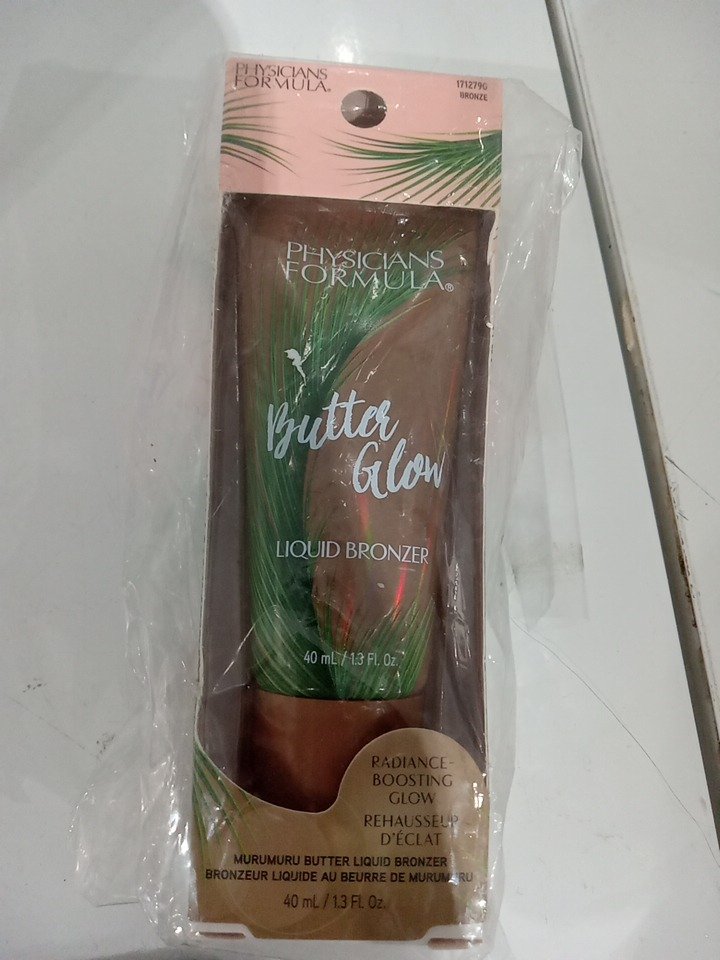 PHYSICIANS
FORMULA®
1712790
BRONZE
PHYSICIANS
FORMULA®
Butter
Glow
LIQUID BRONZER
40 mL / 1.3 Fl. Oz.
RADIANCE-
BOOSTING
GLOW
REHAUSSEUR
D'ÉCLAT
MURUMURU BUTTER LIQUID BRONZER
BRONZEUR LIQUIDE AU BEURRE DE MURUMURU
40 mL / 1.3 Fl. Oz.